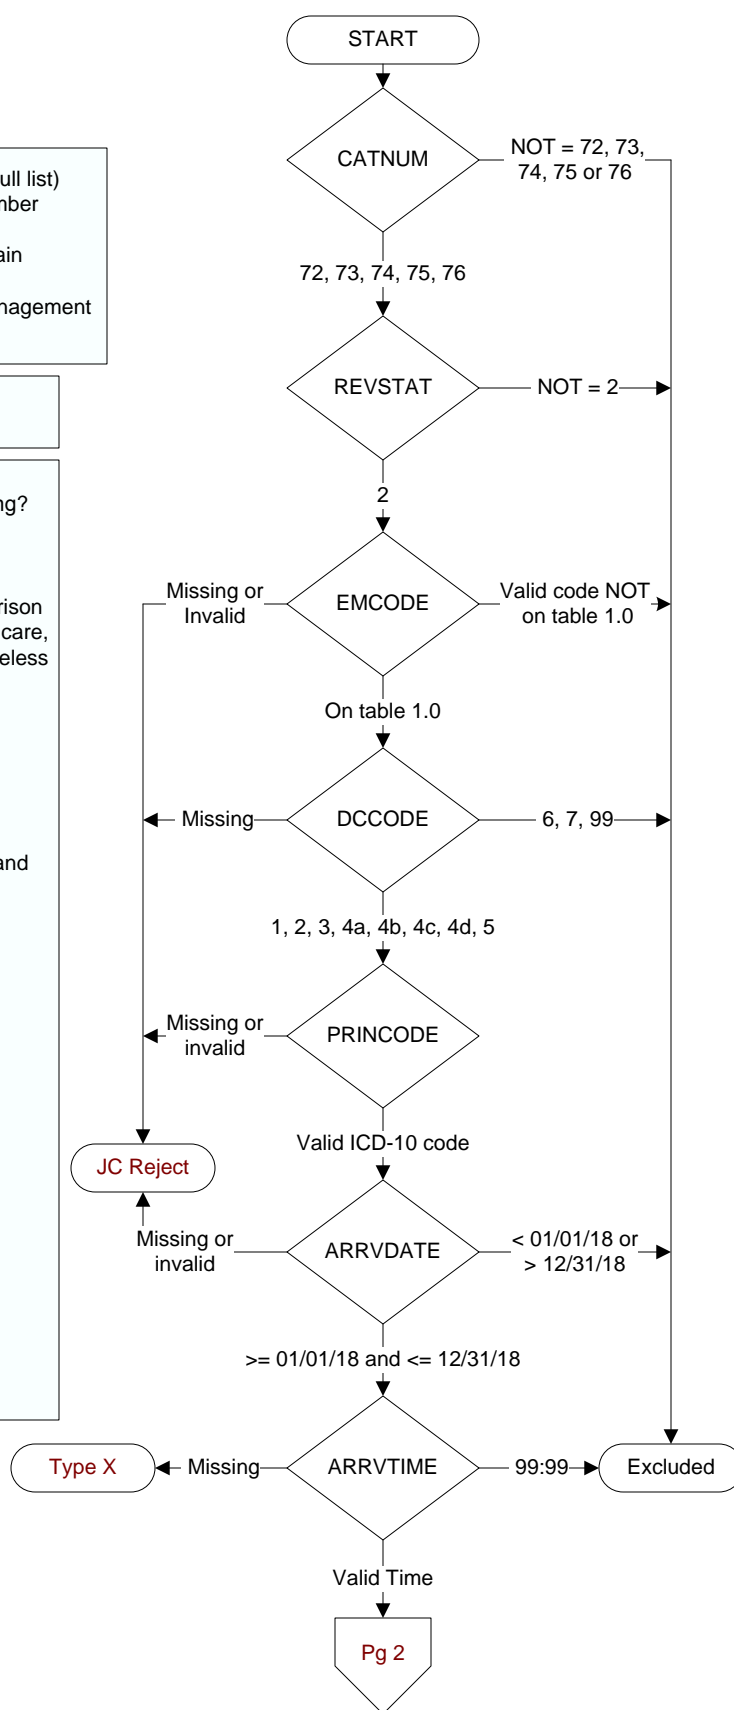 START
CATNUM
NOT = 72, 73,
74, 75 or 76
72, 73, 74, 75, 76
REVSTAT
NOT = 2
2
Missing or
Invalid
EMCODE
Valid code NOT
on table 1.0
On table 1.0
Missing
DCCODE
6, 7, 99
1, 2, 3, 4a, 4b, 4c, 4d, 5
Missing or
invalid
PRINCODE
Valid ICD-10 code
JC Reject
Missing or
invalid
ARRVDATE
< 01/01/18 or
> 12/31/18
>= 01/01/18 and <= 12/31/18
Type X
Missing
ARRVTIME
99:99
Excluded
Valid Time
Pg 2
list)
care,